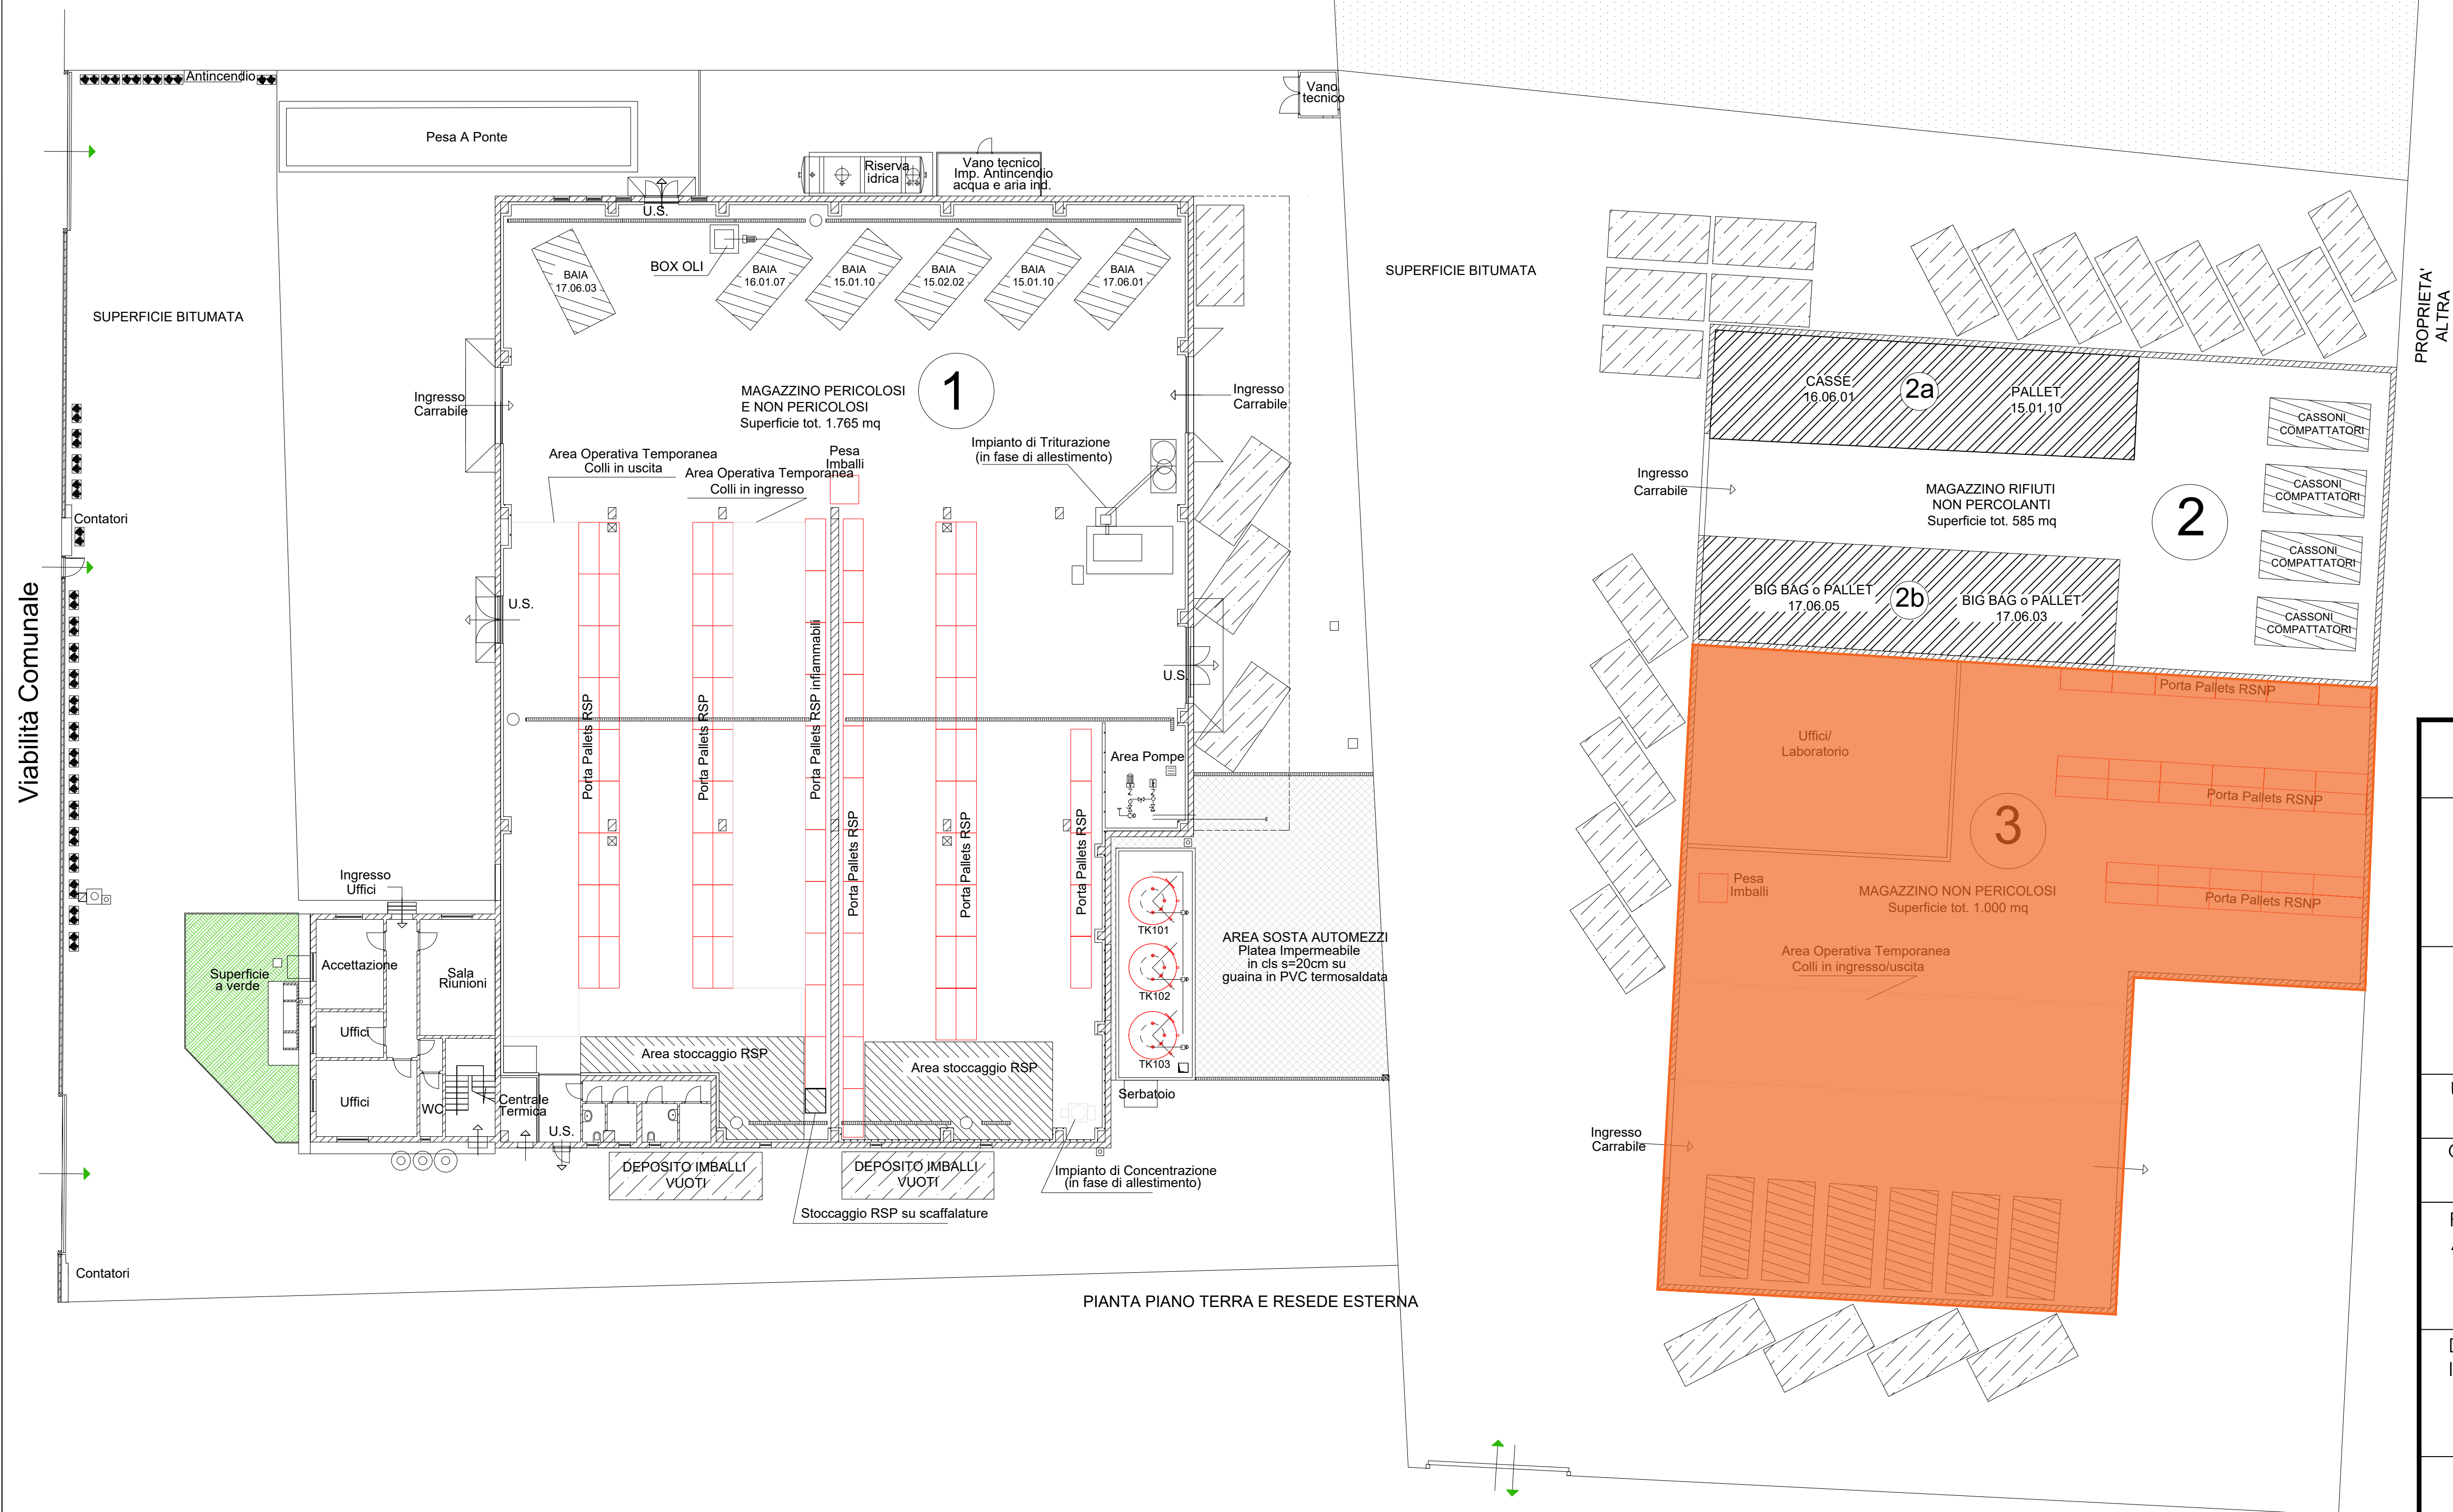 Antincendio
Pesa A Ponte
Riserva
idrica
Vano tecnico
Imp. Antincendio
acqua e aria ind.
Vano
tecnico
U.S.
BOX OLI
BAIA
17.06.03
BAIA
16.01.07
BAIA
15.01.10
BAIA
15.02.02
BAIA
15.01.10
BAIA
17.06.01
SUPERFICIE BITUMATA
SUPERFICIE BITUMATA
PROPRIETA'
ALTRA
Ingresso
Carrabile
MAGAZZINO PERICOLOSI
E NON PERICOLOSI
Superficie tot. 1.765 mq
1
Ingresso
Carrabile
CASSE
16.06.01
2a
PALLET
15.01.10
CASSONI
COMPATTATORI
CASSONI
COMPATTATORI
CASSONI
COMPATTATORI
CASSONI
COMPATTATORI
Area Operativa Temporanea
Colli in uscita
Area Operativa Temporanea
Colli in ingresso
Pesa
Imballi
Impianto di Triturazione
(in fase di allestimento)
Ingresso
Carrabile
MAGAZZINO RIFIUTI
NON PERCOLANTI
Superficie tot. 585 mq
2
Contatori
Viabilità Comunale
U.S.
BIG BAG o PALLET
17.06.05
2b
BIG BAG o PALLET
17.06.03
U.S.
Porta Pallets RSP
Porta Pallets RSP
Porta Pallets RSP infiammabili
Porta Pallets RSP
Porta Pallets RSP
Porta Pallets RSP
Area Pompe
Porta Pallets RSNP
Uffici/
Laboratorio
Porta Pallets RSNP
3
Pesa
Imballi
MAGAZZINO NON PERICOLOSI
Superficie tot. 1.000 mq
Porta Pallets RSNP
Area Operativa Temporanea
Colli in ingresso/uscita
Ingresso
Uffici
Superficie
a verde
Accettazione
Sala
Riunioni
Uffici
Uffici
WC
Centrale
Termica
U.S.
TK101
TK102
TK103
Serbatoio
AREA SOSTA AUTOMEZZI
Platea Impermeabile
in cls s=20cm su
guaina in PVC termosaldata
Area stoccaggio RSP
Area stoccaggio RSP
DEPOSITO IMBALLI
VUOTI
DEPOSITO IMBALLI
VUOTI
Impianto di Concentrazione
(in fase di allestimento)
Stoccaggio RSP su scaffalature
Ingresso
Carrabile
Contatori
PIANTA PIANO TERRA E RESEDE ESTERNA